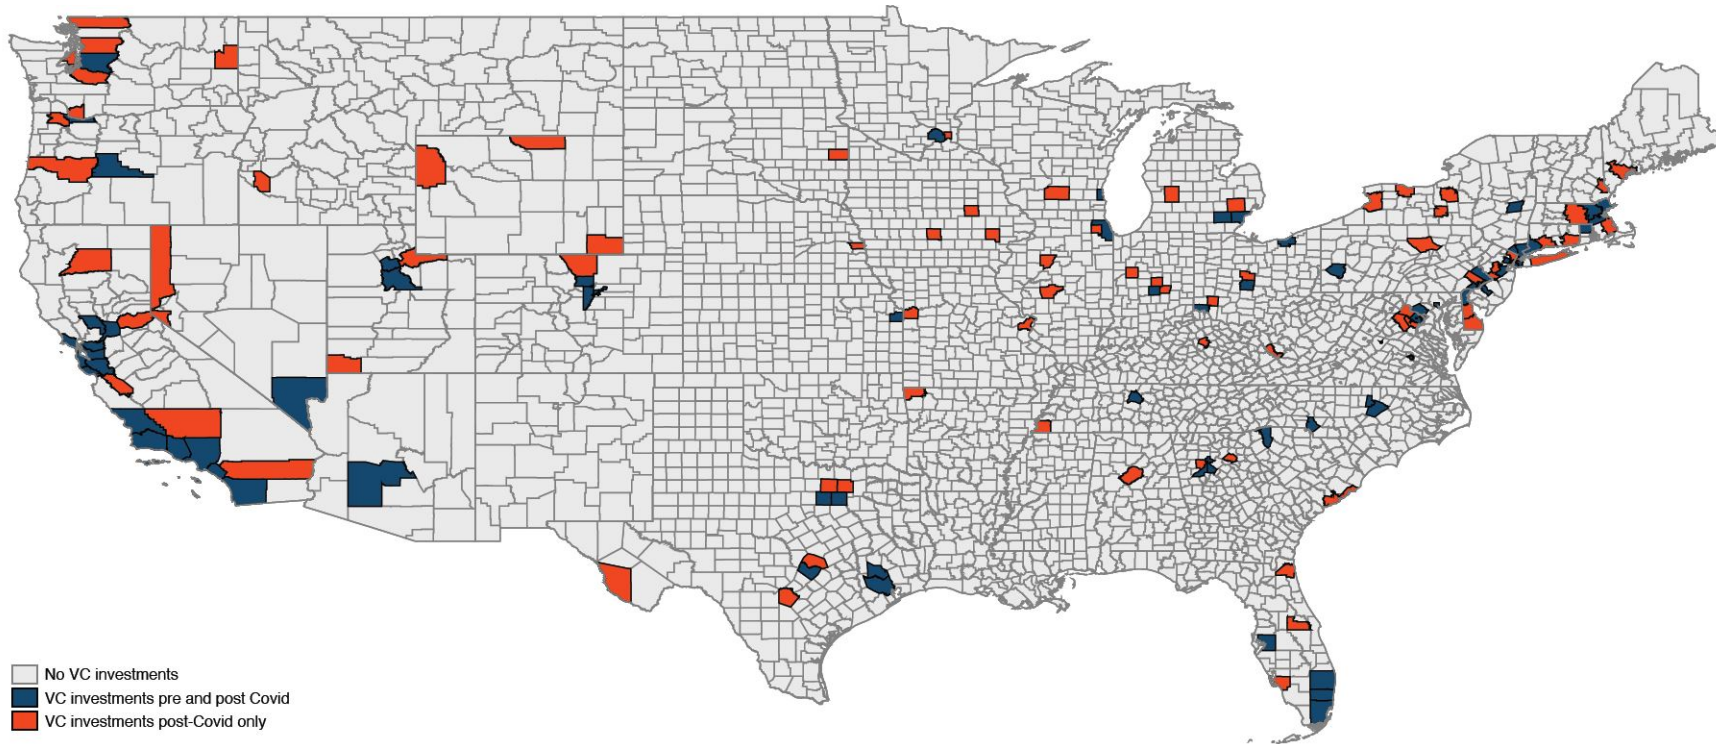 No VC investments
VC investments pre and post Covid
VC investments post-Covid only